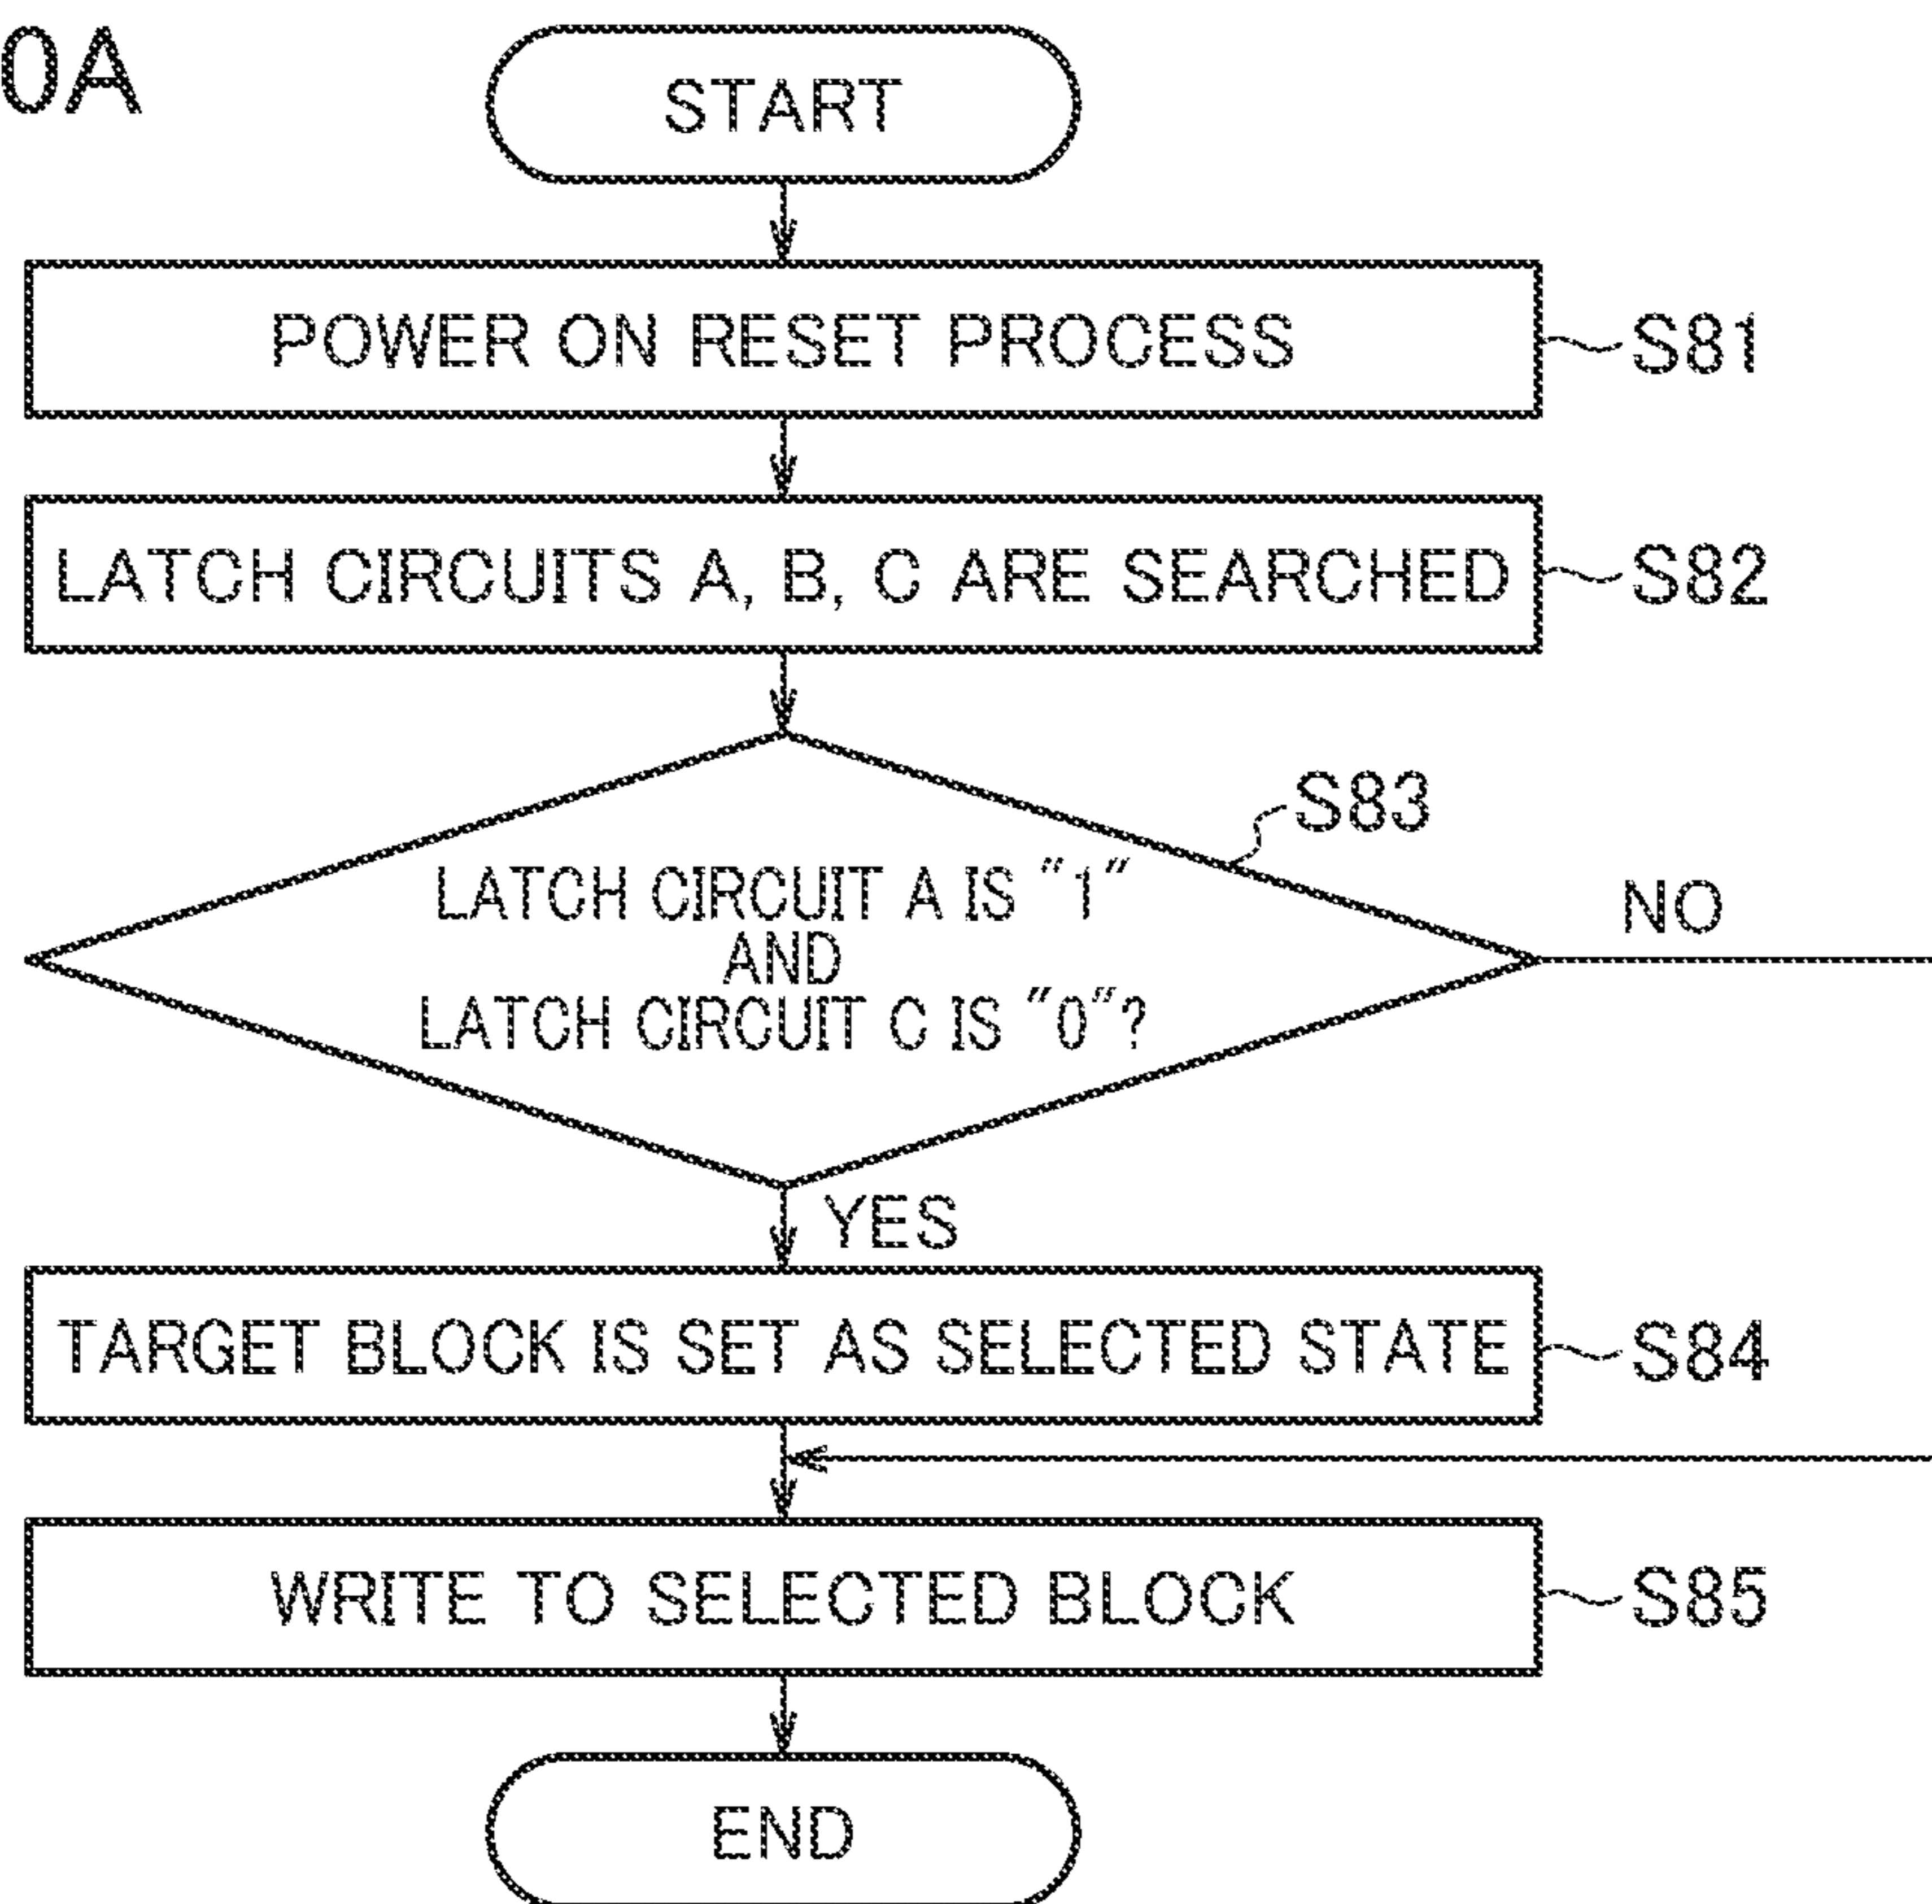 0A
START
POWER ON RESET PROCESS
S81
LATCH CIRCUITS A, B, C ARE SEARCHED
S82
S83
LATCH CIRCUIT A IS "1"
AND
LATCH CIRCUIT C IS "0"?
NO
YES
TARGET BLOCK IS SET AS SELECTED STATE
S84
WRITE TO SELECTED BLOCK
S85
END